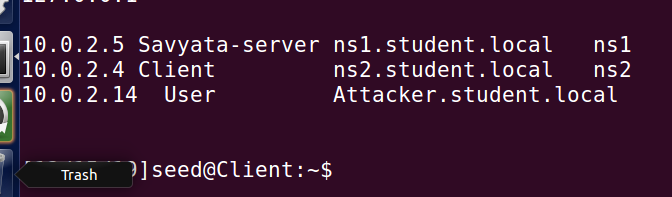 10.0.2.5 Savyata-server ns1.student.local ns1
10.0.2.4 Client ns2.student.local ns2
10.0.2.14 User Attacker.student.local
]seed@Client:~$
Trash